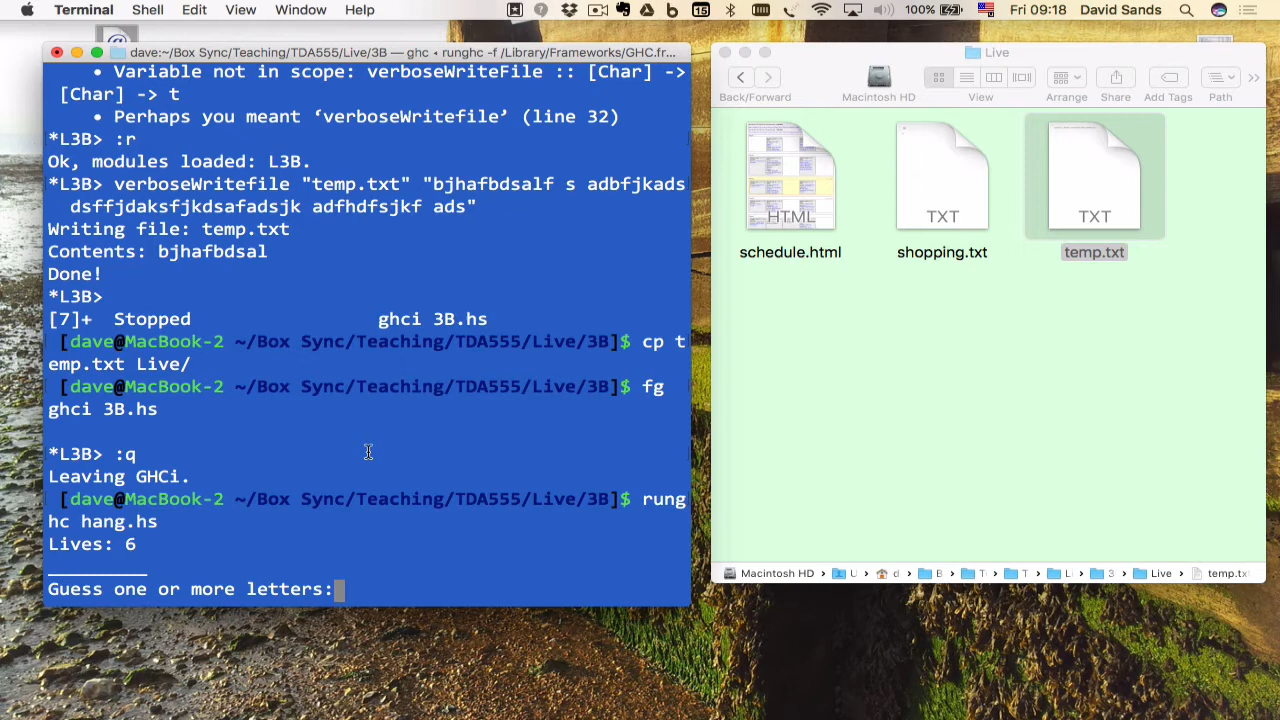 Terminal Shell Edit View Window Help 15 100% Fri 09:18 David Sands
dave:~/Box Sync/Teaching/TDA555/Live/3B — ghc ◂ runghc -f /Library/Frameworks/GHC.fr...
• Variable not in scope: verboseWriteFile :: [Char] ->
[Char] -> t
• Perhaps you meant ‘verboseWritefile’ (line 32)
*L3B> :r
Ok, modules loaded: L3B.
*L3B> verboseWritefile "temp.txt" "bjhafbdsalf s adbfjkads
dsffjdaksfjkdsafadsjk adfhdfsjkf ads"
Writing file: temp.txt
Contents: bjhafbdsal
Done!
*L3B>
[7]+ Stopped ghci 3B.hs
[dave@MacBook-2 ~/Box Sync/Teaching/TDA555/Live/3B]$ cp t
emp.txt Live/
[dave@MacBook-2 ~/Box Sync/Teaching/TDA555/Live/3B]$ fg
ghci 3B.hs
*L3B> :q
Leaving GHCi.
[dave@MacBook-2 ~/Box Sync/Teaching/TDA555/Live/3B]$ rung
hc hang.hs
Lives: 6
_________
Guess one or more letters:
Live
Back/Forward Macintosh HD View Arrange Share Add Tags Path
HTML TXT TXT
schedule.html shopping.txt temp.txt
Macintosh HD › U › d › B › T › T › Li › 3 › Live › temp.tx